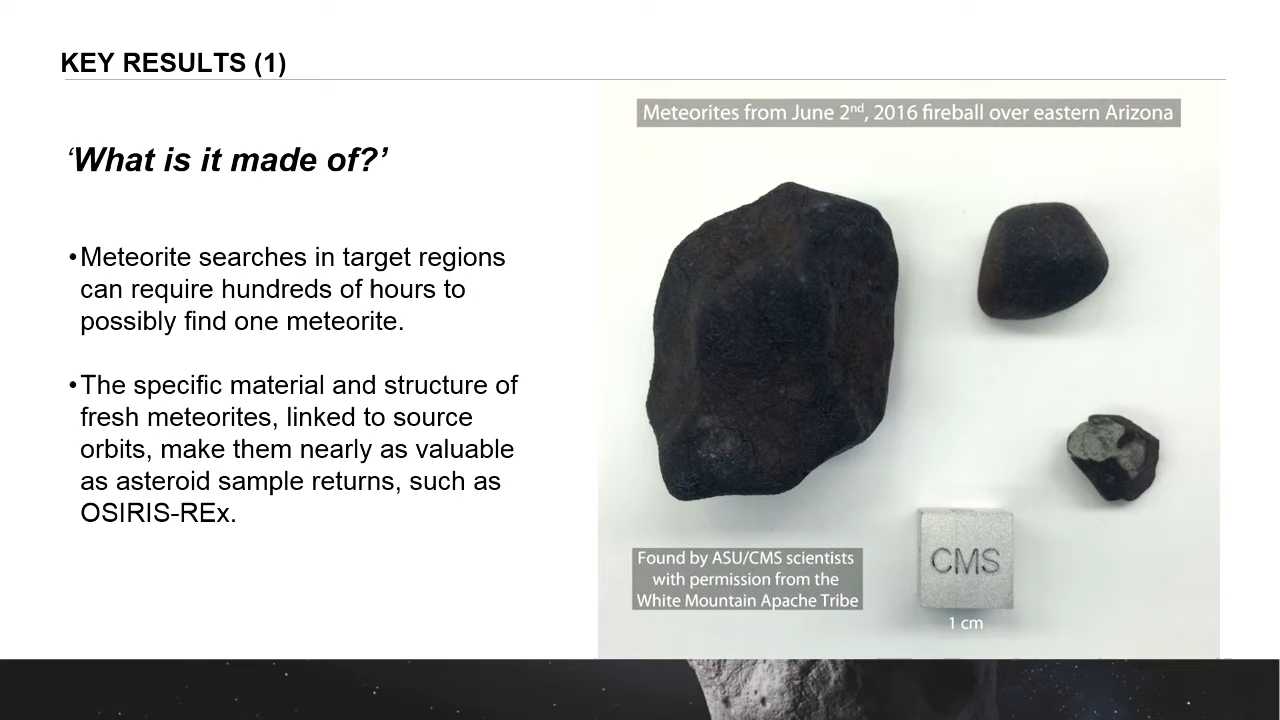 KEY RESULTS (1)
‘What is it made of?’
•Meteorite searches in target regions
can require hundreds of hours to
possibly find one meteorite.
•The specific material and structure of
fresh meteorites, linked to source
orbits, make them nearly as valuable
as asteroid sample returns, such as
OSIRIS-REx.
Meteorites from June 2nd, 2016 fireball over eastern Arizona
Found by ASU/CMS scientists
with permission from the
White Mountain Apache Tribe
CMS
1 cm